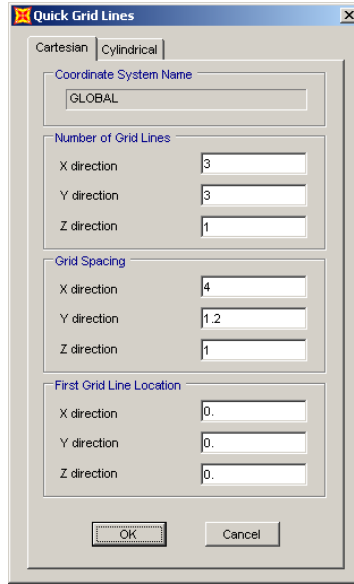 Quick Grid Lines
Cartesian Cylindrical
Coordinate System Name
GLOBAL
Number of Grid Lines
X direction 3
Y direction 3
Z direction 1
Grid Spacing
X direction 4
Y direction 1.2
Z direction 1
First Grid Line Location
X direction 0.
Y direction 0.
Z direction 0.
OK Cancel